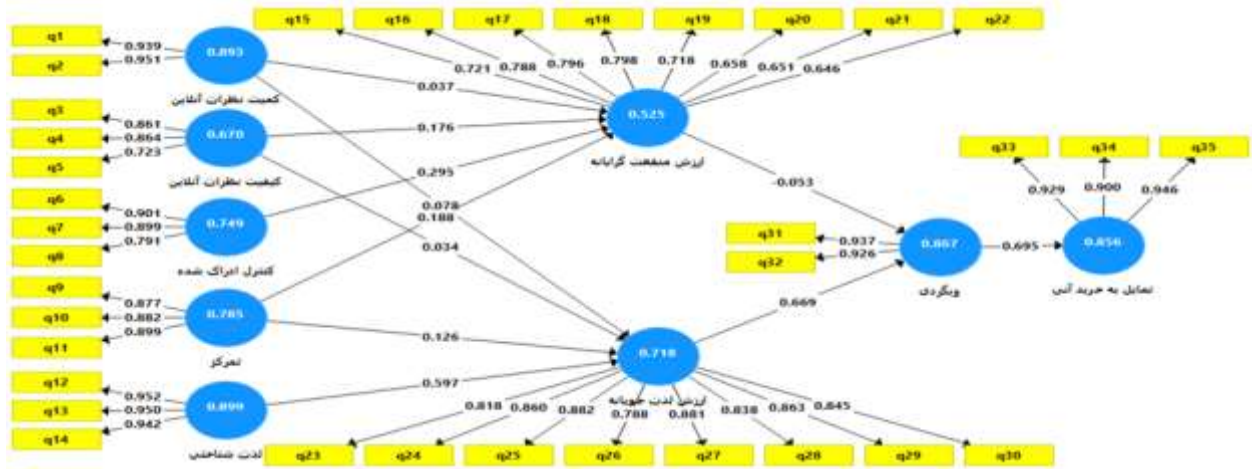 q15 q16 q17 q18 q19 q20 q21 q22
q1
0.939
q2
0.951
0.893
کمیت نظرات آنلاین
q3
0.861
q4
0.864
q5
0.723
0.670
کیفیت نظرات آنلاین
q6
0.901
q7
0.899
q8
0.791
0.749
کنترل ادراک شده
q9
0.877
q10
0.882
q11
0.899
0.785
تمرکز
q12
0.952
q13
0.950
q14
0.942
0.899
لذت شناختی
0.721 0.788 0.796 0.798 0.718 0.658 0.651 0.646
0.037
0.176
0.295
0.078
0.188
0.034
0.126
0.597
0.525
ارزش منفعت گرایانه
-0.053
0.669
0.718
ارزش لذت جویانه
0.818 0.860 0.882 0.788 0.881 0.838 0.863 0.845
q23 q24 q25 q26 q27 q28 q29 q30
q31
0.937
q32
0.926
0.867
وبگردی
0.695
q33 q34 q35
0.929 0.900 0.946
0.856
تمایل به خرید آنی